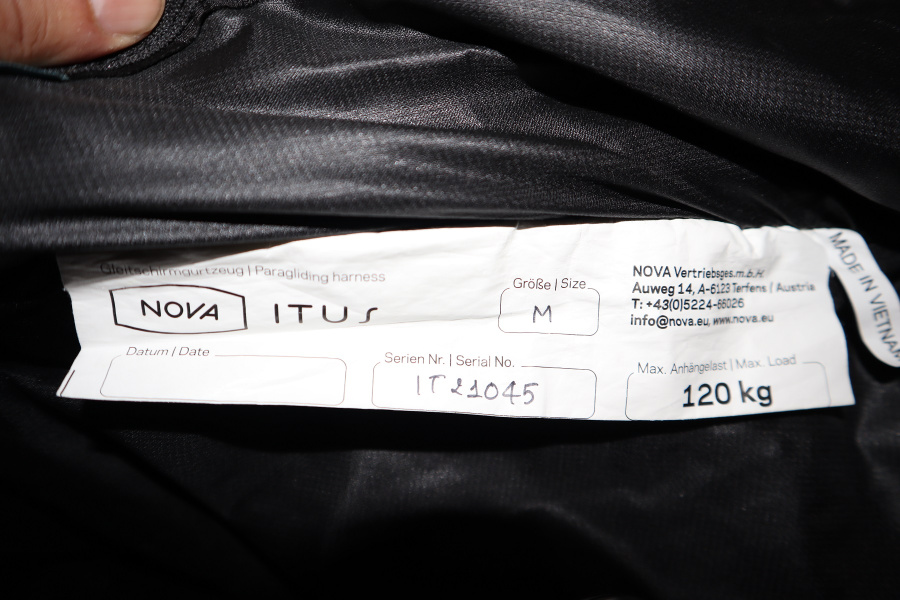 Gleitschirmgurtzeug | Paragliding harness
NOVA ITUS
Größe | Size
M
NOVA Vertriebsges.m.b.H.
Auweg 14, A-6123 Terfens / Austria
T: +43(0)5224-66026
info@nova.eu, www.nova.eu
Datum | Date
Serien Nr. | Serial No.
IT21045
Max. Anhängelast | Max. Load
120 kg
MADE IN VIETNAM